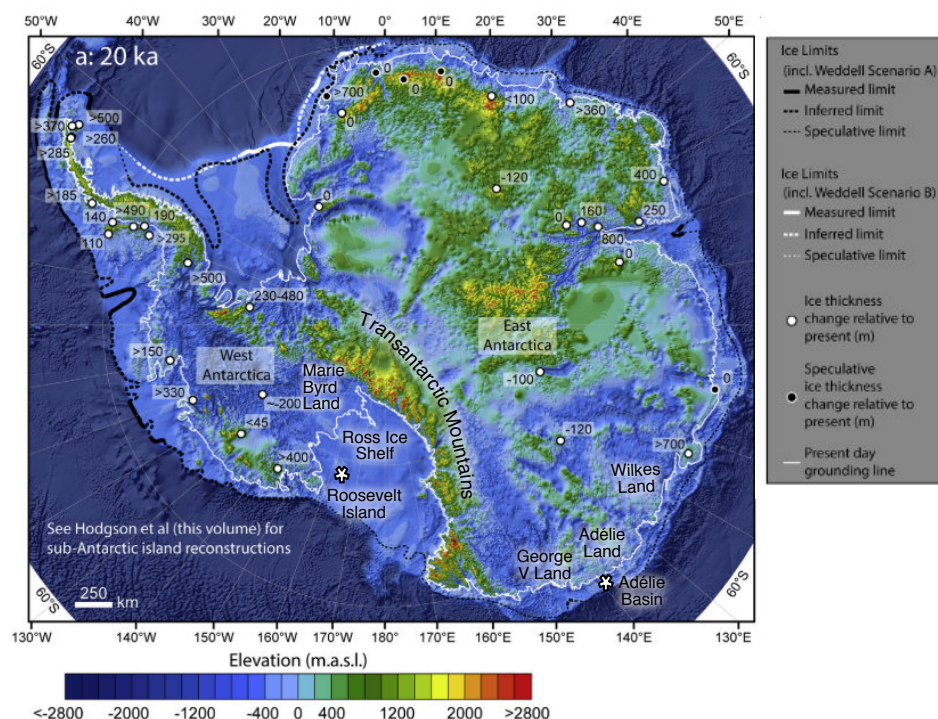 50°W
40°W
30°W
20°W
10°W
0°
10°E
20°E
30°E
40°E
50°E
60°S
60°S
a: 20 ka
0
0
0
>700
0
<100
>360
>500
>370
>260
>285
-120
400
>185
0
>490
190
140
110
>295
0
160
250
800
0
>500
230-480
Transantarctic Mountains
East
Antarctica
West
Antarctica
Marie
Byrd
Land
>150
-100
0
>330
~-200
<45
Ross Ice
Shelf
-120
>700
>400
Roosevelt
Island
Wilkes
Land
See Hodgson et al (this volume) for
sub-Antarctic island reconstructions
Adélie
Land
George
V Land
Adélie
Basin
250
km
60°S
60°S
130°W
140°W
150°W
160°W
170°W
180°W
170°E
160°E
150°E
140°E
130°E
Elevation (m.a.s.l.)
<-2800
-2000
-1200
-400
0
400
1200
2000
>2800
Ice Limits
(incl. Weddell Scenario A)
Measured limit
Inferred limit
Speculative limit
Ice Limits
(incl. Weddell Scenario B)
Measured limit
Inferred limit
Speculative limit
Ice thickness
change relative to
present (m)
Speculative
ice thickness
change relative to
present (m)
Present day
grounding line